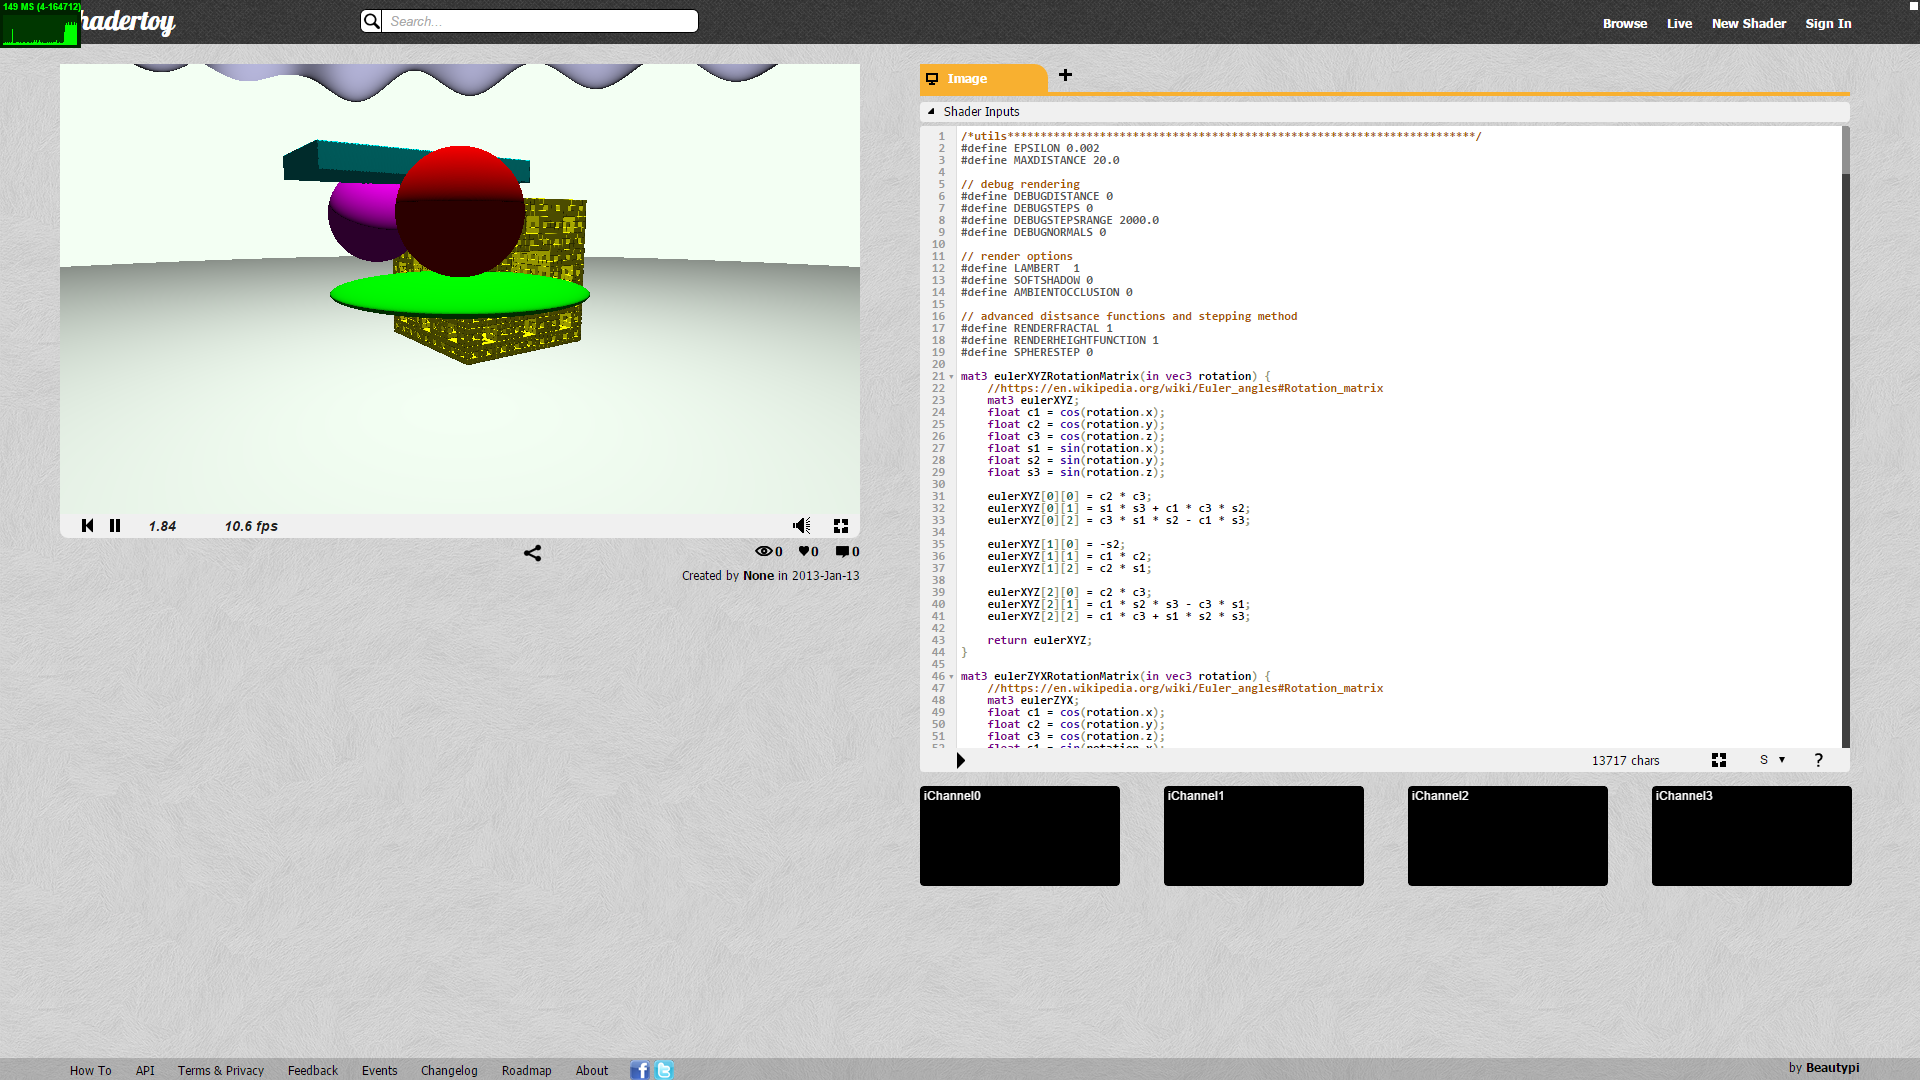 149 MS (4-164712)
hadertoy
Search...
Browse Live New Shader Sign In
Image
Shader Inputs
1 /*utils***********************************************************************/
2 #define EPSILON 0.002
3 #define MAXDISTANCE 20.0
4
5 // debug rendering
6 #define DEBUGDISTANCE 0
7 #define DEBUGSTEPS 0
8 #define DEBUGSTEPSRANGE 2000.0
9 #define DEBUGNORMALS 0
10
11 // render options
12 #define LAMBERT  1
13 #define SOFTSHADOW 0
14 #define AMBIENTOCCLUSION 0
15
16 // advanced distsance functions and stepping method
17 #define RENDERFRACTAL 1
18 #define RENDERHEIGHTFUNCTION 1
19 #define SPHERESTEP 0
20
21 mat3 eulerXYZRotationMatrix(in vec3 rotation) {
22 //https://en.wikipedia.org/wiki/Euler_angles#Rotation_matrix
23 mat3 eulerXYZ;
24 float c1 = cos(rotation.x);
25 float c2 = cos(rotation.y);
26 float c3 = cos(rotation.z);
27 float s1 = sin(rotation.x);
28 float s2 = sin(rotation.y);
29 float s3 = sin(rotation.z);
30
31 eulerXYZ[0][0] = c2 * c3;
32 eulerXYZ[0][1] = s1 * s3 + c1 * c3 * s2;
33 eulerXYZ[0][2] = c3 * s1 * s2 - c1 * s3;
34
35 eulerXYZ[1][0] = -s2;
36 eulerXYZ[1][1] = c1 * c2;
37 eulerXYZ[1][2] = c2 * s1;
38
39 eulerXYZ[2][0] = c2 * c3;
40 eulerXYZ[2][1] = c1 * s2 * s3 - c3 * s1;
41 eulerXYZ[2][2] = c1 * c3 + s1 * s2 * s3;
42
43 return eulerXYZ;
44 }
45
46 mat3 eulerZYXRotationMatrix(in vec3 rotation) {
47 //https://en.wikipedia.org/wiki/Euler_angles#Rotation_matrix
48 mat3 eulerZYX;
49 float c1 = cos(rotation.x);
50 float c2 = cos(rotation.y);
51 float c3 = cos(rotation.z);
52 float s1 = sin(rotation.x);
1.84 10.6 fps
0 0 0
Created by None in 2013-Jan-13
13717 chars S ?
iChannel0 iChannel1 iChannel2 iChannel3
How To API Terms & Privacy Feedback Events Changelog Roadmap About
by Beautypi